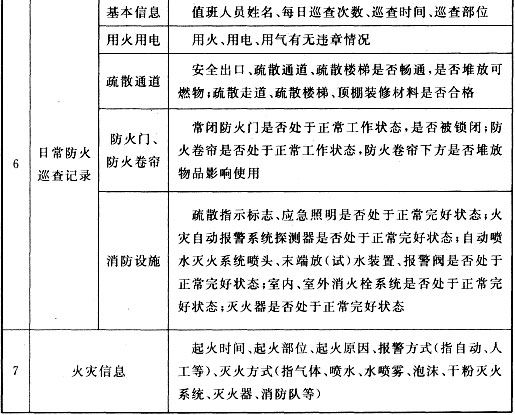 基本信息
值班人员姓名、每日巡查次数、巡查时间、巡查部位
用火用电
用火、用电、用气有无违章情况
疏散通道
安全出口、疏散通道、疏散楼梯是否畅通,是否堆放可
燃物;疏散走道、疏散楼梯、顶棚装修材料是否合格
6
日常防火
巡查记录
防火门、
防火卷帘
常闭防火门是否处于正常工作状态,是否被锁闭;防
火卷帘是否处于正常工作状态,防火卷帘下方是否堆放
物品影响使用
消防设施
疏散指示标志、应急照明是否处于正常完好状态;火
灾自动报警系统探测器是否处于正常完好状态;自动喷
水灭火系统喷头、末端放(试)水装置、报警阀是否处于
正常完好状态;室内、室外消火栓系统是否处于正常完
好状态;灭火器是否处于正常完好状态
7
火灾信息
起火时间、起火部位、起火原因、报警方式(指自动、人
工等)、灭火方式(指气体、喷水、水喷雾、泡沫、干粉灭火
系统、灭火器、消防队等)